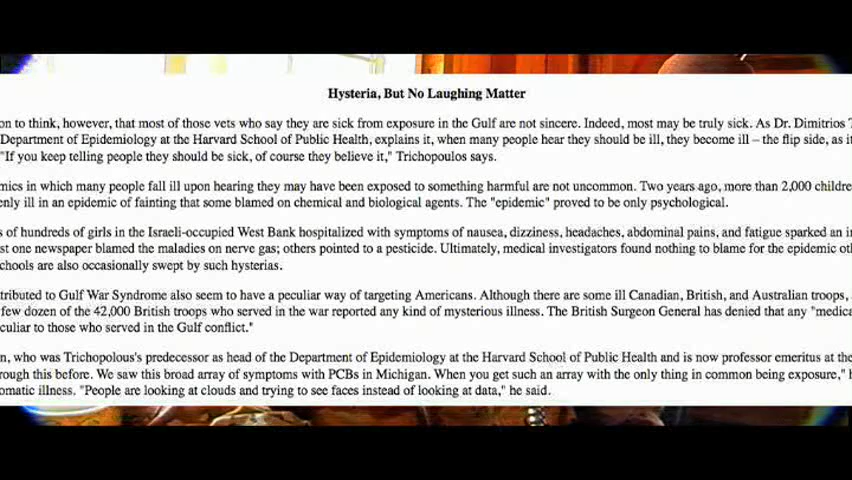 Hysteria, But No Laughing Matter
on to think, however, that most of those vets who say they are sick from exposure in the Gulf are not sincere. Indeed, most may be truly sick. As Dr. Dimitrios
Department of Epidemiology at the Harvard School of Public Health, explains it, when many people hear they should be ill, they become ill – the flip side, as
"If you keep telling people they should be sick, of course they believe it," Trichopoulos says.
mics in which many people fall ill upon hearing they may have been exposed to something harmful are not uncommon. Two years ago, more than 2,000 childre
enly ill in an epidemic of fainting that some blamed on chemical and biological agents. The "epidemic" proved to be only psychological.
s of hundreds of girls in the Israeli-occupied West Bank hospitalized with symptoms of nausea, dizziness, headaches, abdominal pains, and fatigue sparked an
st one newspaper blamed the maladies on nerve gas; others pointed to a pesticide. Ultimately, medical investigators found nothing to blame for the epidemic
chools are also occasionally swept by such hysterias.
tributed to Gulf War Syndrome also seem to have a peculiar way of targeting Americans. Although there are some ill Canadian, British, and Australian troops,
few dozen of the 42,000 British troops who served in the war reported any kind of mysterious illness. The British Surgeon General has denied that any "medica
culiar to those who served in the Gulf conflict."
n, who was Trichopolous's predecessor as head of the Department of Epidemiology at the Harvard School of Public Health and is now professor emeritus at the
rough this before. We saw this broad array of symptoms with PCBs in Michigan. When you get such an array with the only thing in common being exposure,"
omatic illness. "People are looking at clouds and trying to see faces instead of looking at data," he said.